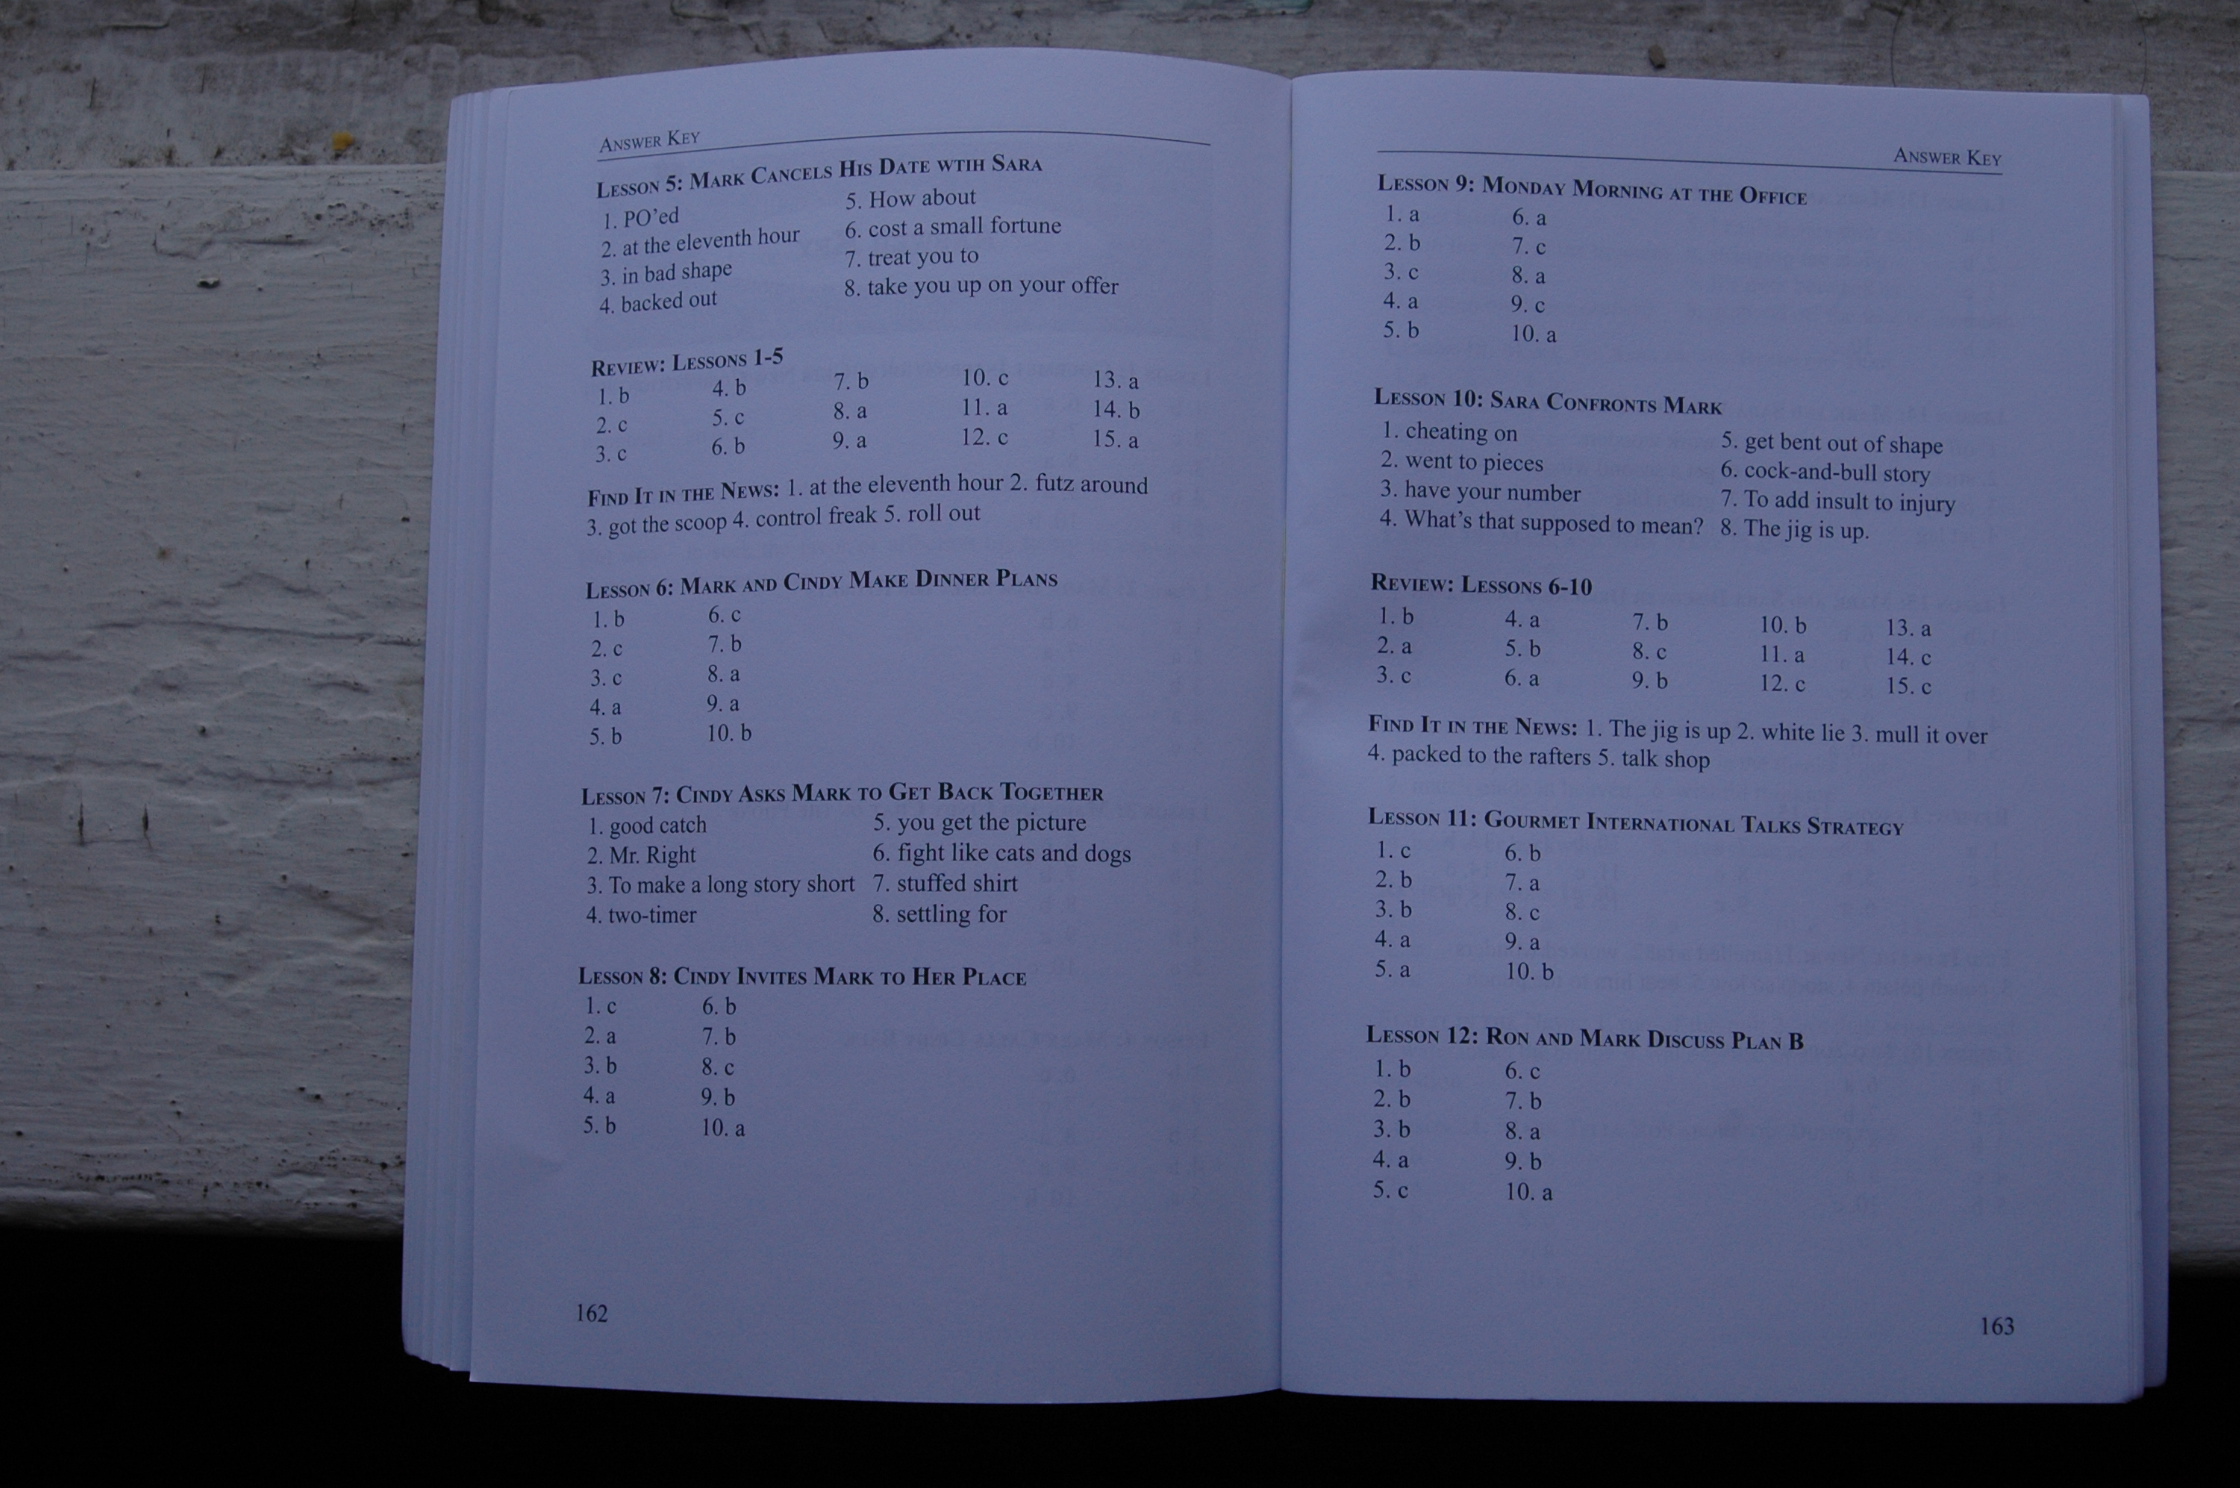 ANSWER KEY
LESSON 5: MARK CANCELS HIS DATE WTIH SARA
1. PO'ed
2. at the eleventh hour
3. in bad shape
4. backed out
5. How about
6. cost a small fortune
7. treat you to
8. take you up on your offer
REVIEW: LESSONS 1-5
1. b 4. b 7. b 10. c 13. a
2. c 5. c 8. a 11. a 14. b
3. c 6. b 9. a 12. c 15. a
FIND IT IN THE NEWS: 1. at the eleventh hour 2. futz around
3. got the scoop 4. control freak 5. roll out
LESSON 6: MARK AND CINDY MAKE DINNER PLANS
1. b 6. c
2. c 7. b
3. c 8. a
4. a 9. a
5. b 10. b
LESSON 7: CINDY ASKS MARK TO GET BACK TOGETHER
1. good catch 5. you get the picture
2. Mr. Right 6. fight like cats and dogs
3. To make a long story short 7. stuffed shirt
4. two-timer 8. settling for
LESSON 8: CINDY INVITES MARK TO HER PLACE
1. c 6. b
2. a 7. b
3. b 8. c
4. a 9. b
5. b 10. a
162
ANSWER KEY
LESSON 9: MONDAY MORNING AT THE OFFICE
1. a 6. a
2. b 7. c
3. c 8. a
4. a 9. c
5. b 10. a
LESSON 10: SARA CONFRONTS MARK
1. cheating on 5. get bent out of shape
2. went to pieces 6. cock-and-bull story
3. have your number 7. To add insult to injury
4. What's that supposed to mean? 8. The jig is up.
REVIEW: LESSONS 6-10
1. b 4. a 7. b 10. b 13. a
2. a 5. b 8. c 11. a 14. c
3. c 6. a 9. b 12. c 15. c
FIND IT IN THE NEWS: 1. The jig is up 2. white lie 3. mull it over
4. packed to the rafters 5. talk shop
LESSON 11: GOURMET INTERNATIONAL TALKS STRATEGY
1. c 6. b
2. b 7. a
3. b 8. c
4. a 9. a
5. a 10. b
LESSON 12: RON AND MARK DISCUSS PLAN B
1. b 6. c
2. b 7. b
3. b 8. a
4. a 9. b
5. c 10. a
163